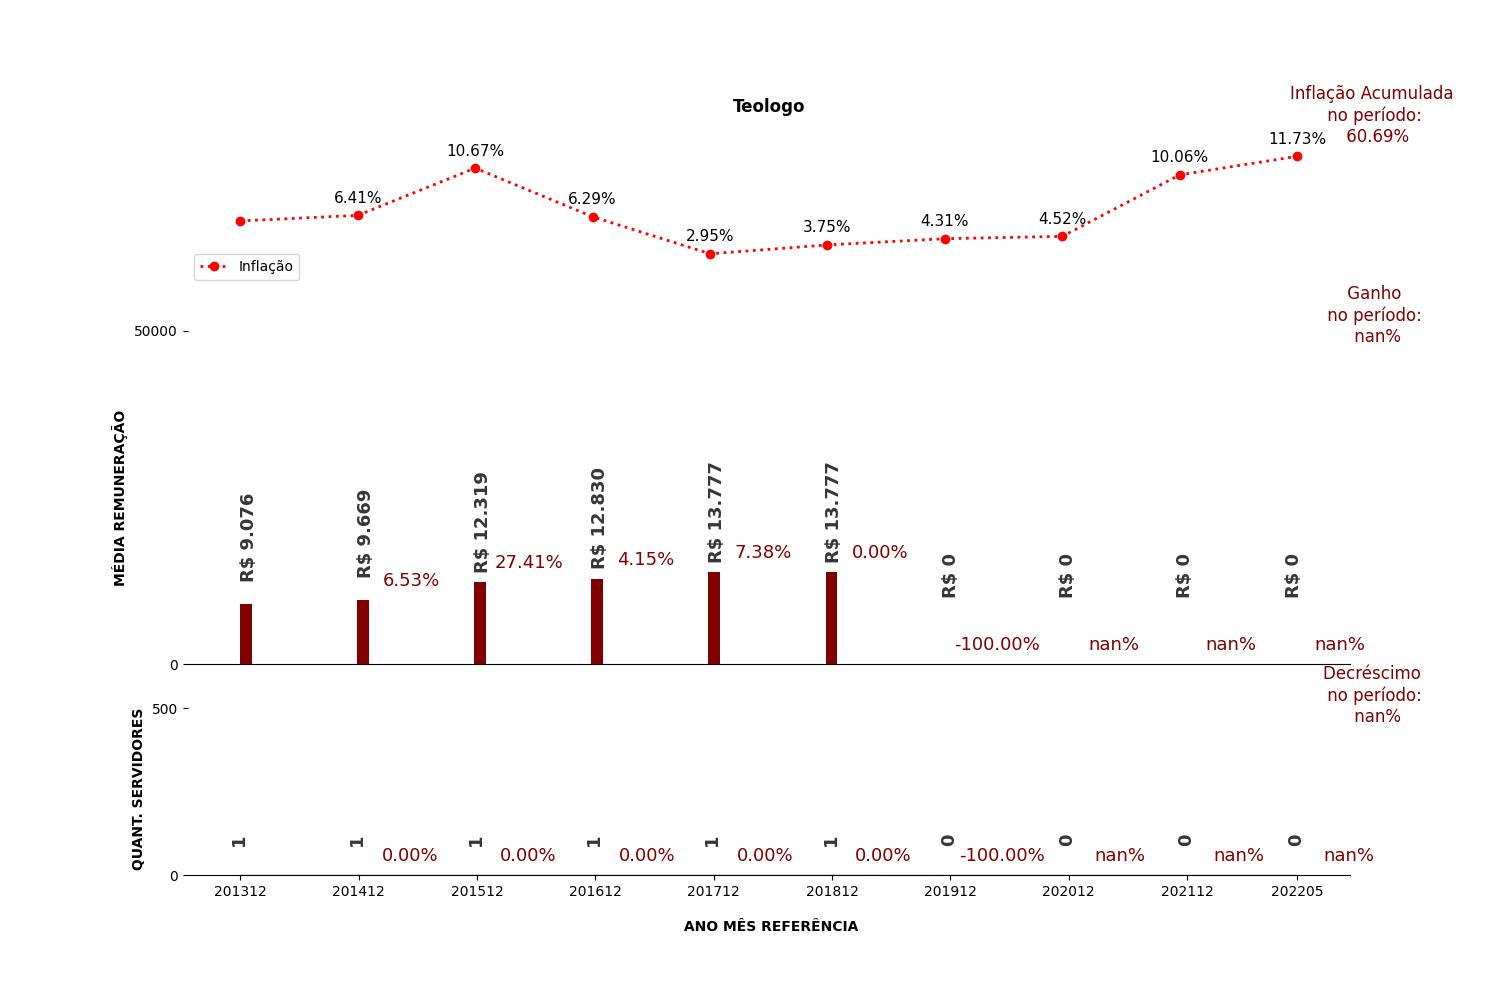 Teologo
Inflação Acumulada
no período:
60.69%
6.41%
10.67%
6.29%
2.95%
3.75%
4.31%
4.52%
10.06%
11.73%
Inflação
Ganho
no período:
nan%
MÉDIA REMUNERAÇÃO
50000
0
R$ 9.076
R$ 9.669
R$ 12.319
R$ 12.830
R$ 13.777
R$ 13.777
R$ 0
R$ 0
R$ 0
R$ 0
6.53%
27.41%
4.15%
7.38%
0.00%
-100.00%
nan%
nan%
nan%
Decréscimo
no período:
nan%
QUANT. SERVIDORES
500
0
1
1
1
1
1
1
0
0
0
0
0.00%
0.00%
0.00%
0.00%
0.00%
-100.00%
nan%
nan%
nan%
201312
201412
201512
201612
201712
201812
201912
202012
202112
202205
ANO MÊS REFERÊNCIA